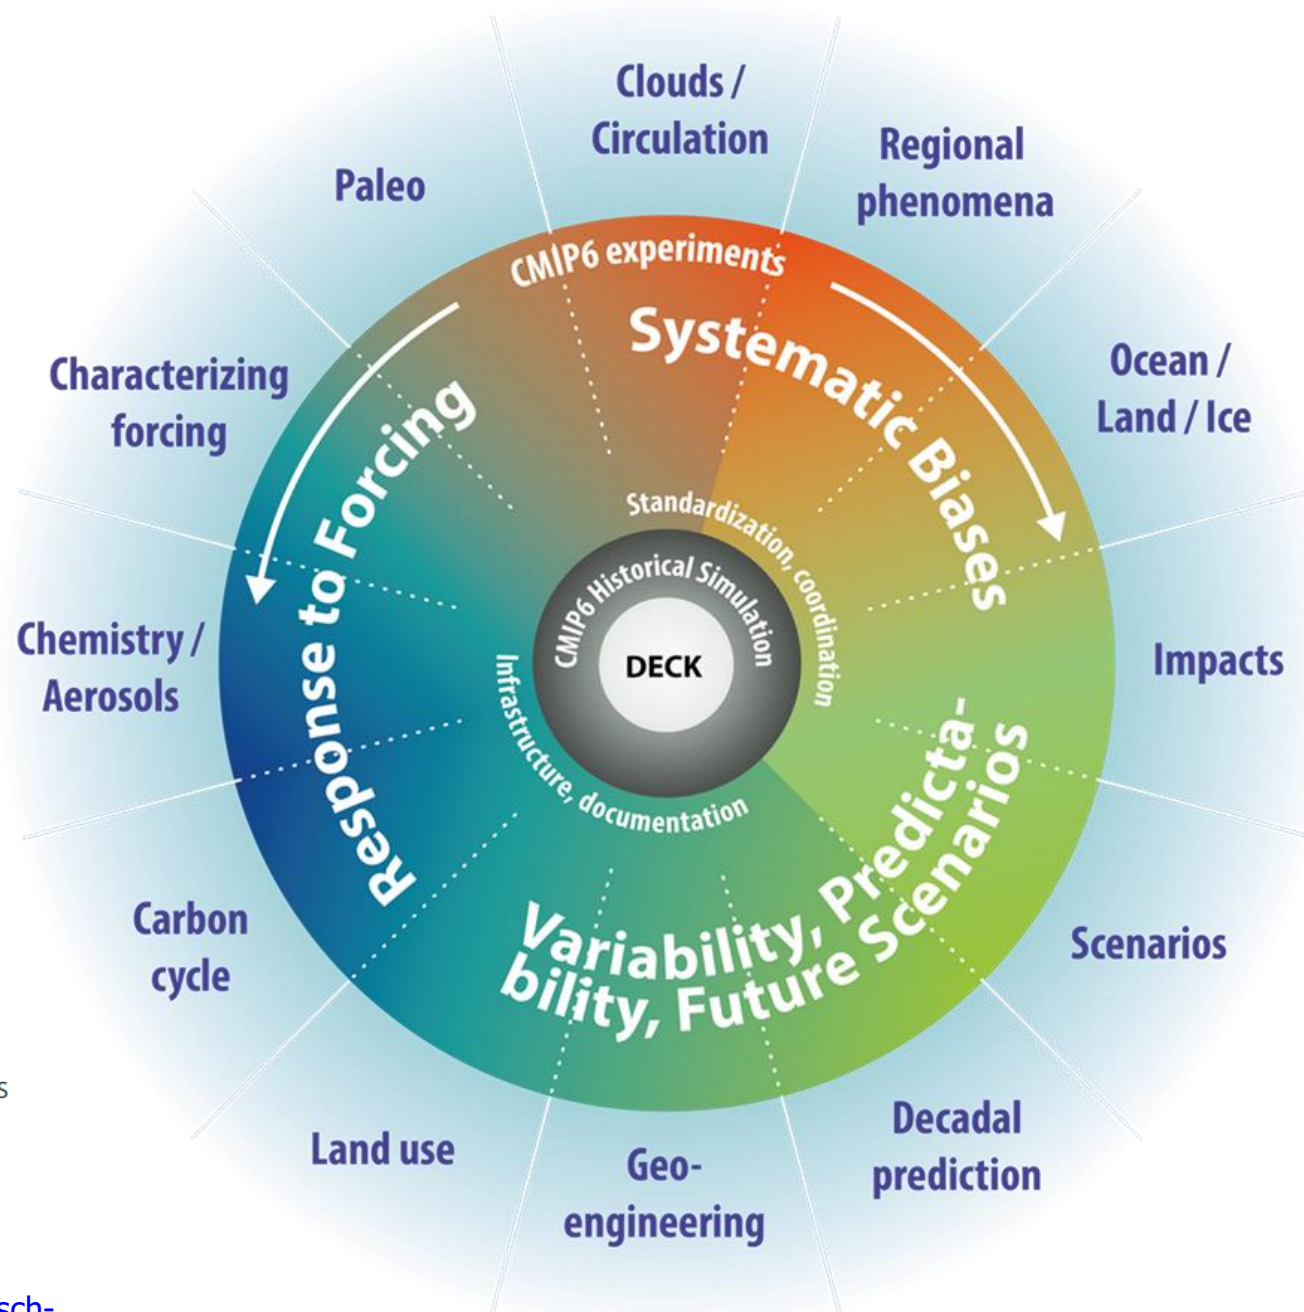 Clouds /
Circulation
Regional
phenomena
Paleo
CMIP6 experiments
Systematic Biases
Ocean /
Land / Ice
Characterizing
forcing
Response to Forcing
Standardization, coordination
CMIP6 Historical Simulation
DECK
Infrastructure, documentation
Chemistry /
Aerosols
Impacts
Variability, Predicta-
bility, Future Scenarios
Carbon
cycle
Scenarios
s
Land use
Geo-
engineering
Decadal
prediction
sch-